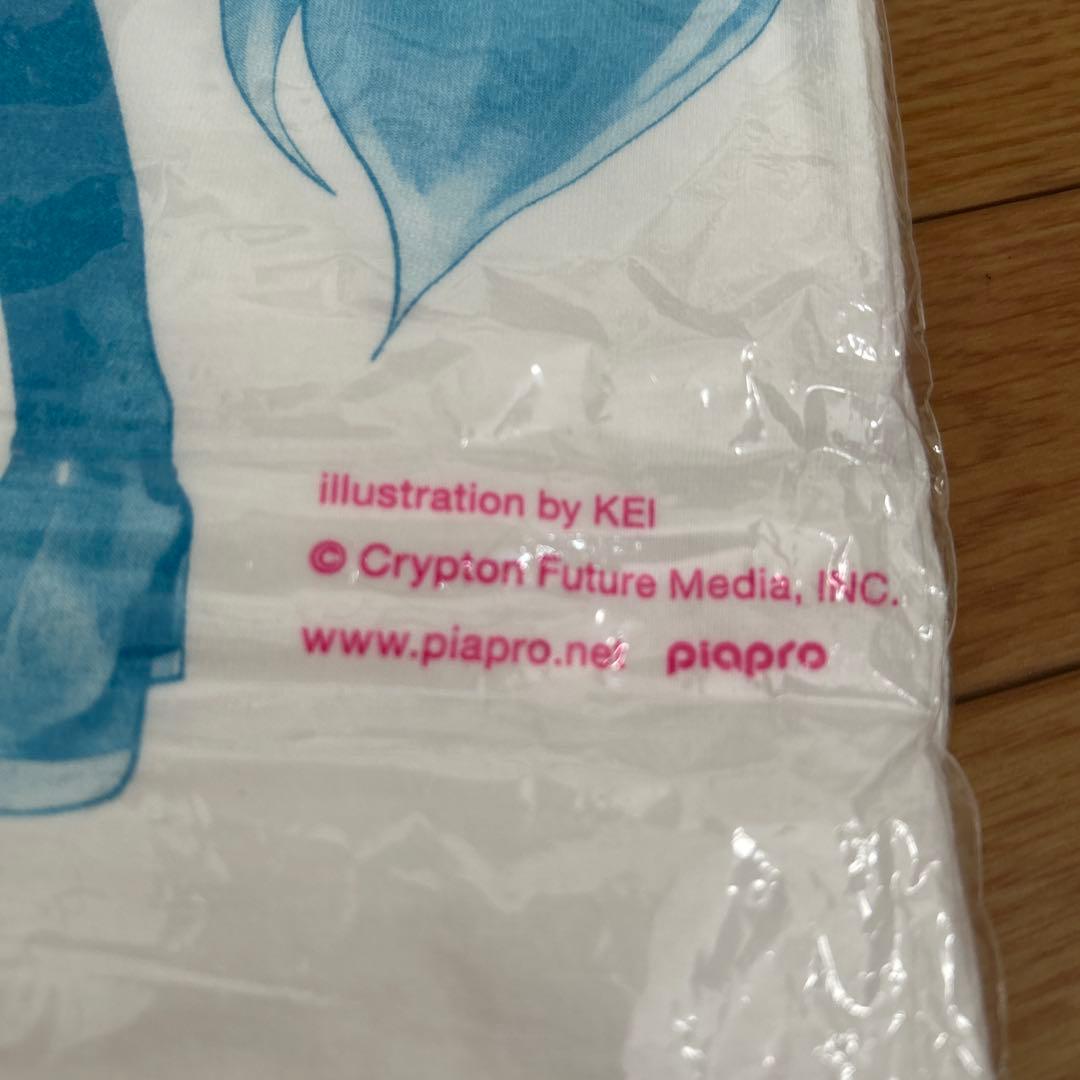 illustration by KEI
© Crypton Future Media, INC.
www.piapro.net piapro